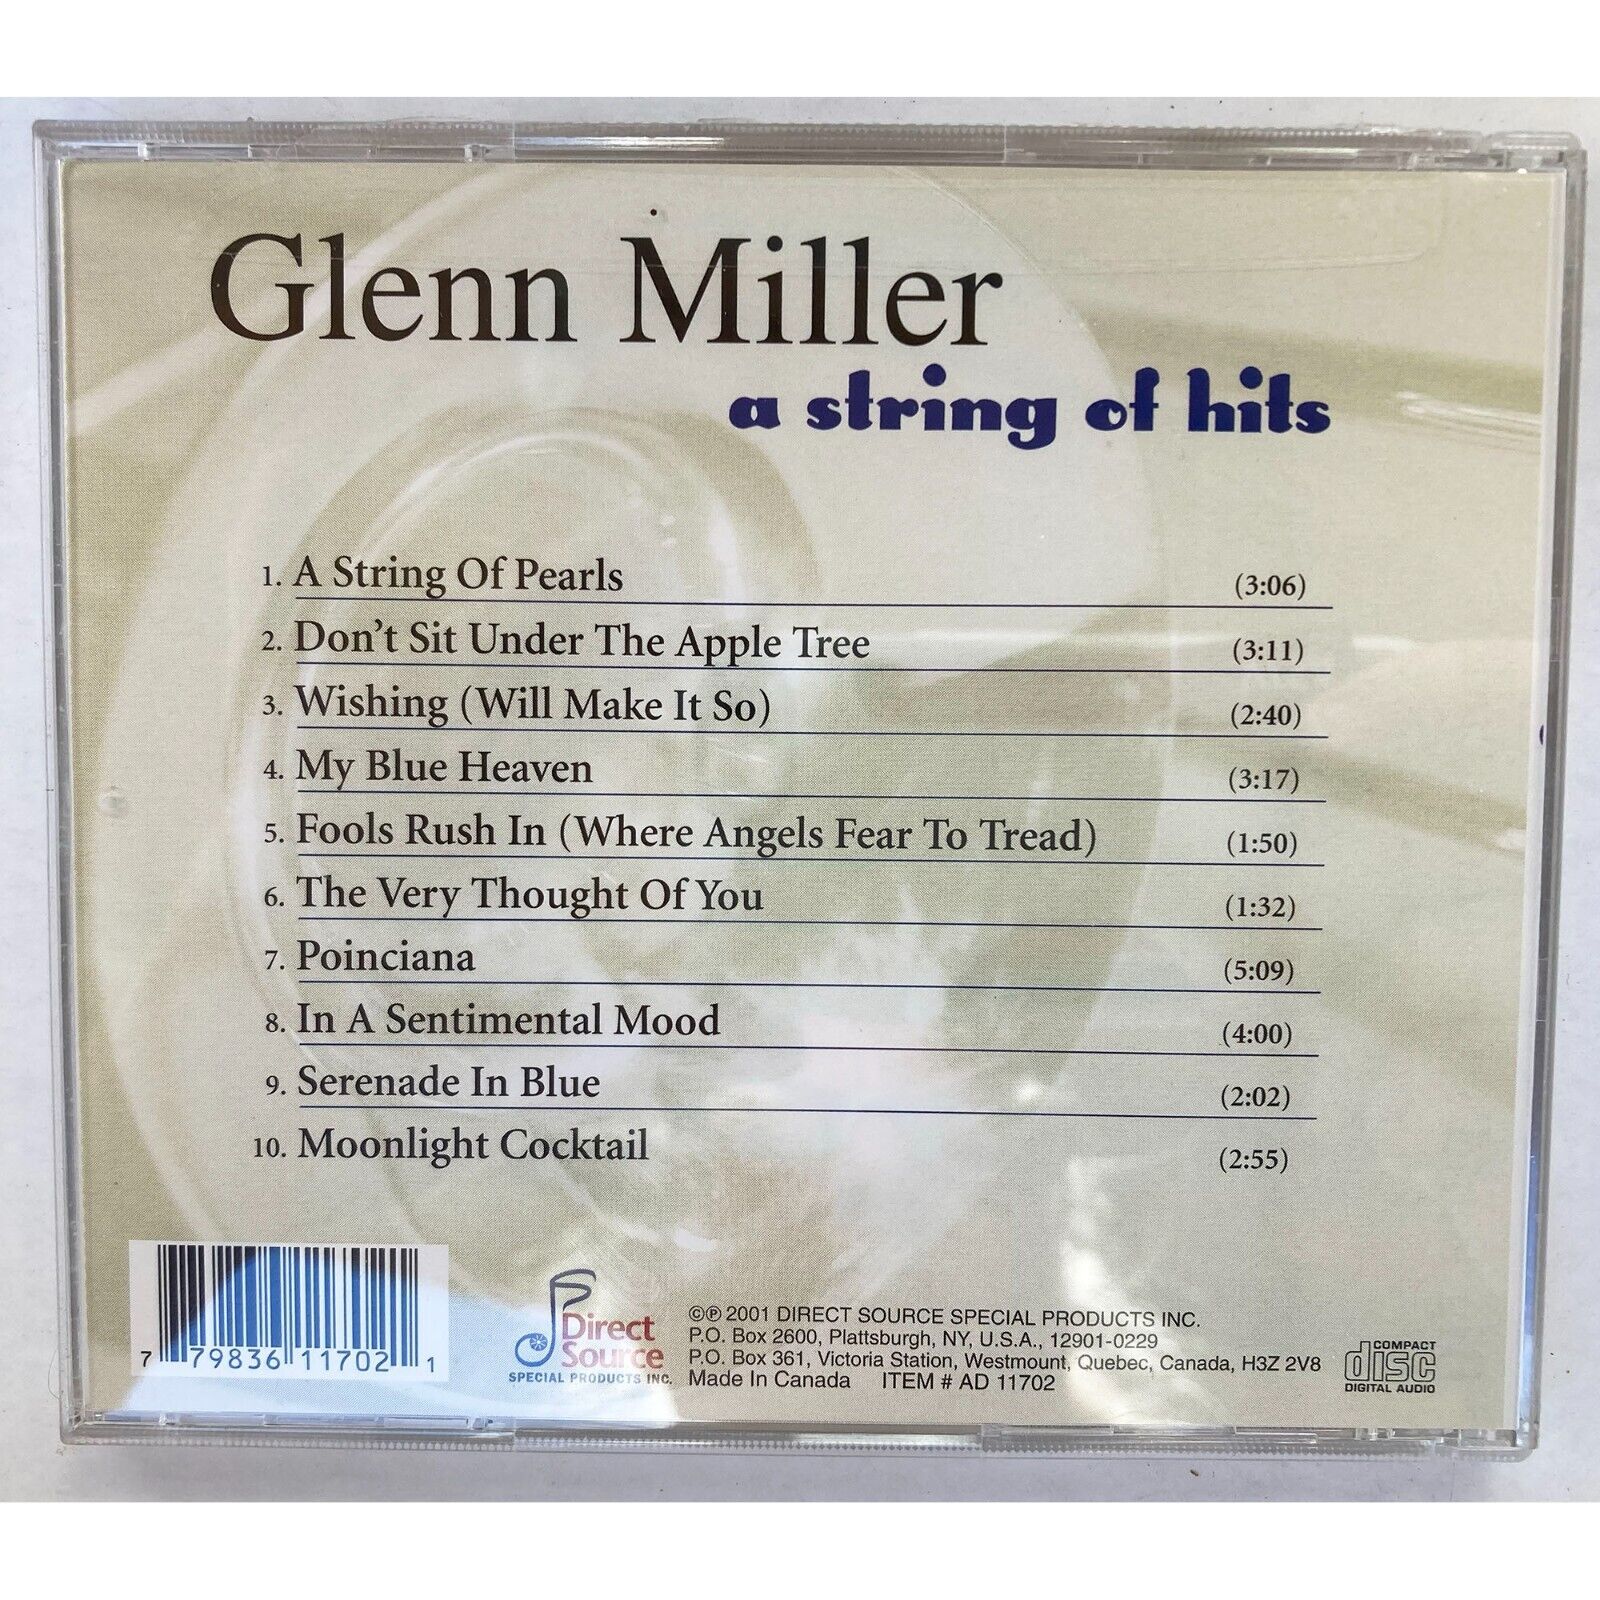 Glenn Miller
a string of hits
1. A String Of Pearls (3:06)
2. Don't Sit Under The Apple Tree (3:11)
3. Wishing (Will Make It So) (2:40)
4. My Blue Heaven (3:17)
5. Fools Rush In (Where Angels Fear To Tread) (1:50)
6. The Very Thought Of You (1:32)
7. Poinciana (5:09)
8. In A Sentimental Mood (4:00)
9. Serenade In Blue (2:02)
10. Moonlight Cocktail (2:55)
7 79836 11702 1
Direct
Source
SPECIAL PRODUCTS INC.
©℗ 2001 DIRECT SOURCE SPECIAL PRODUCTS INC.
P.O. Box 2600, Plattsburgh, NY, U.S.A., 12901-0229
P.O. Box 361, Victoria Station, Westmount, Quebec, Canada, H3Z 2V8
Made In Canada ITEM # AD 11702
COMPACT
disc
DIGITAL AUDIO